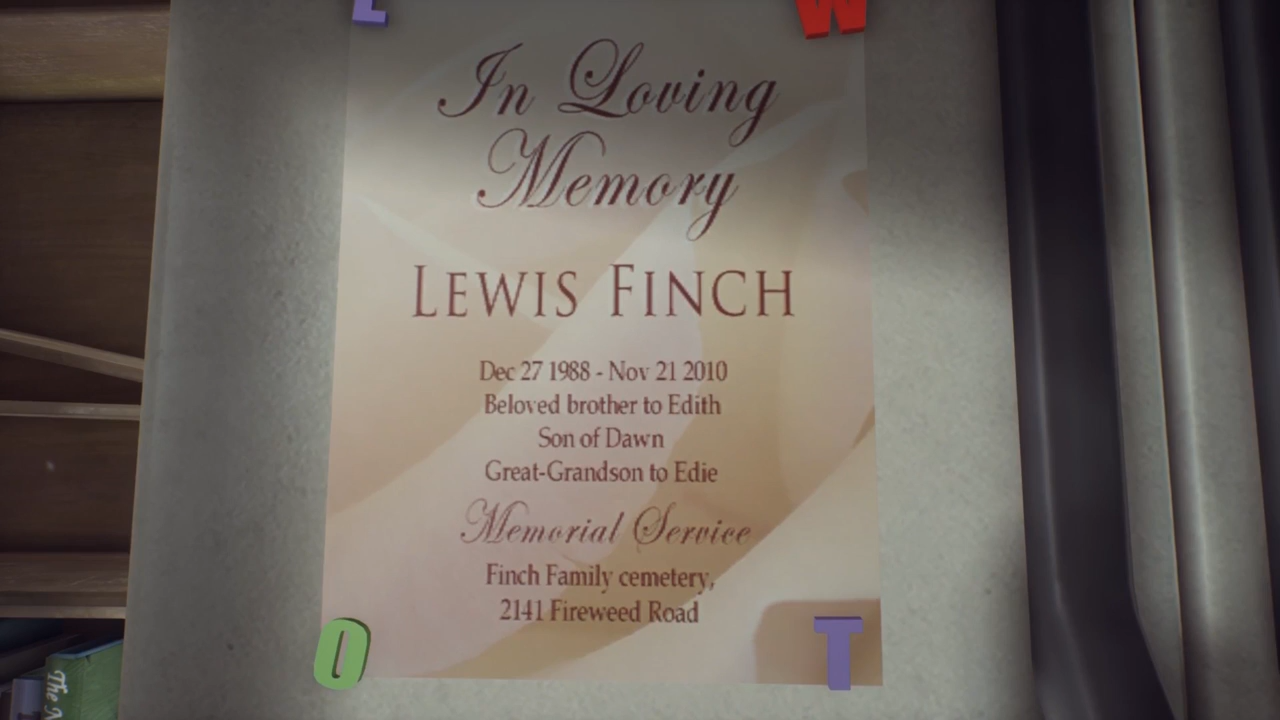 W
In Loving
Memory
LEWIS FINCH
Dec 27 1988 - Nov 21 2010
Beloved brother to Edith
Son of Dawn
Great-Grandson to Edie
Memorial Service
Finch Family cemetery,
2141 Fireweed Road
O
T
The